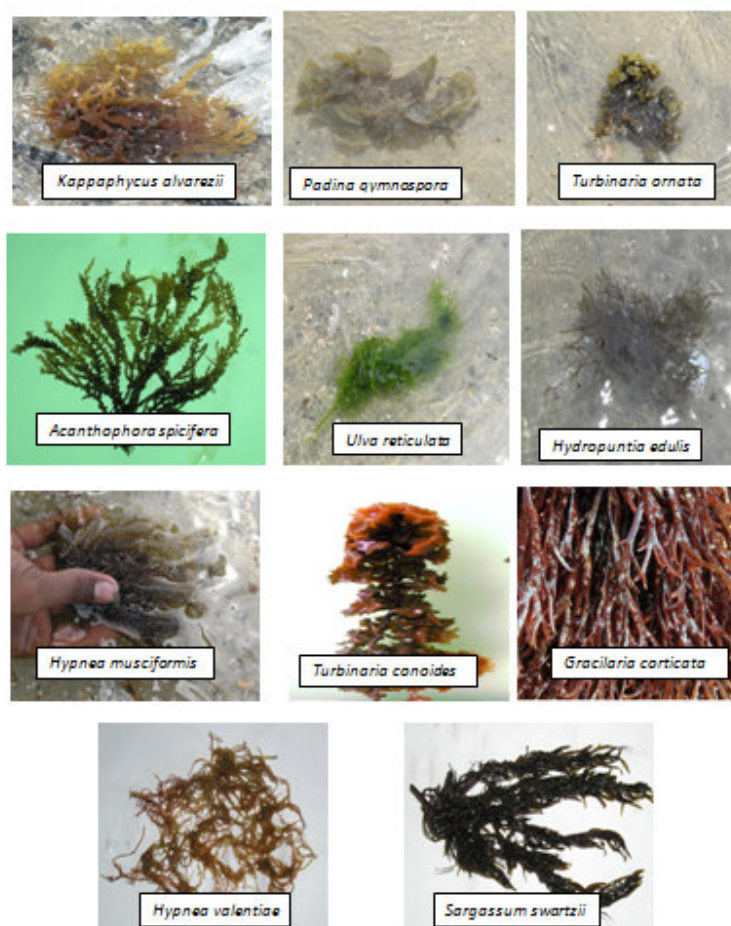 Kappaphycus alvarezii
Padina gymnospora
Turbinaria ornata
Acanthophora spicifera
Ulva reticulata
Hydropuntia edulis
Hypnea musciformis
Turbinaria conoides
Gracilaria corticata
Hypnea valentiae
Sargassum swartzii